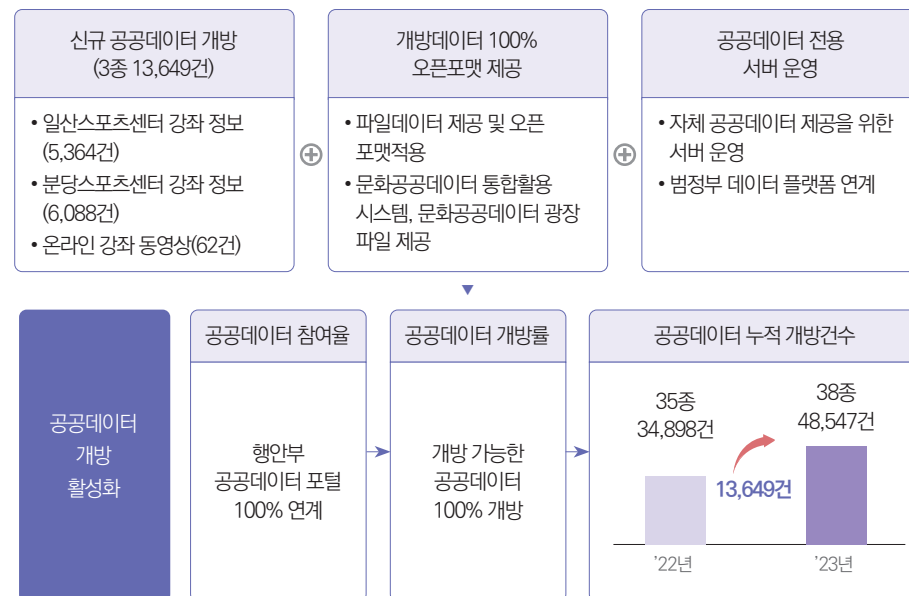 신규 공공데이터 개방
(3종 13,649건)
• 일산스포츠센터 강좌 정보
(5,364건)
• 분당스포츠센터 강좌 정보
(6,088건)
• 온라인 강좌 동영상(62건)
개방데이터 100%
오픈포맷 제공
• 파일데이터 제공 및 오픈
포맷적용
• 문화공공데이터 통합활용
시스템, 문화공공데이터 광장
파일 제공
공공데이터 전용
서버 운영
• 자체 공공데이터 제공을 위한
서버 운영
• 범정부 데이터 플랫폼 연계
공공데이터
개방
활성화
공공데이터 참여율
행안부
공공데이터 포털
100% 연계
공공데이터 개방률
개방 가능한
공공데이터
100% 개방
공공데이터 누적 개방건수
35종
34,898건
13,649건
38종
48,547건
’22년
’23년